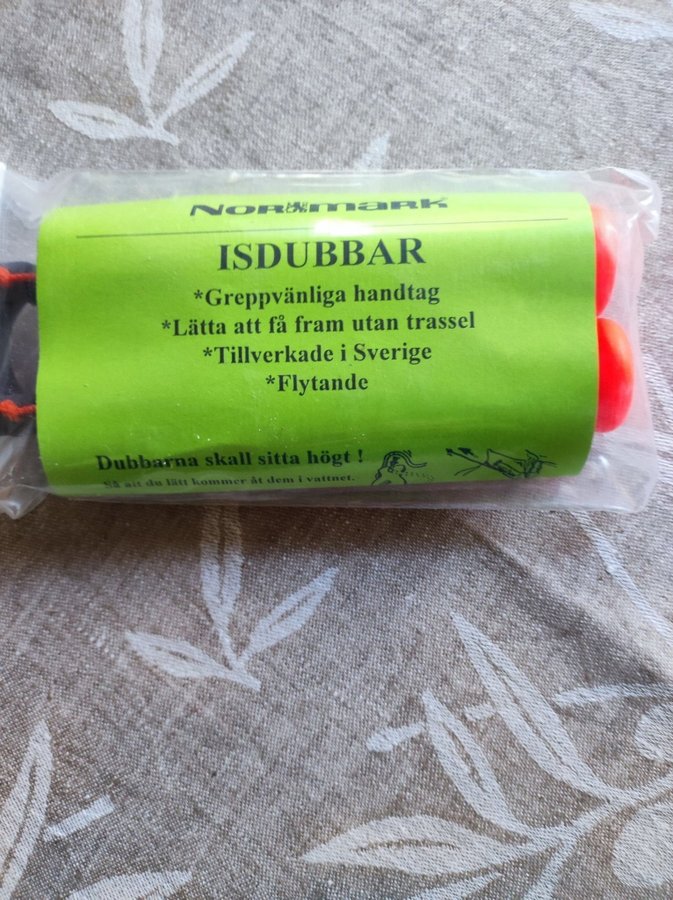 NORMARK
ISDUBBAR
*Greppvänliga handtag
*Lätta att få fram utan trassel
*Tillverkade i Sverige
*Flytande
Dubbarna skall sitta högt !
Så att du lätt kommer åt dem i vattnet.